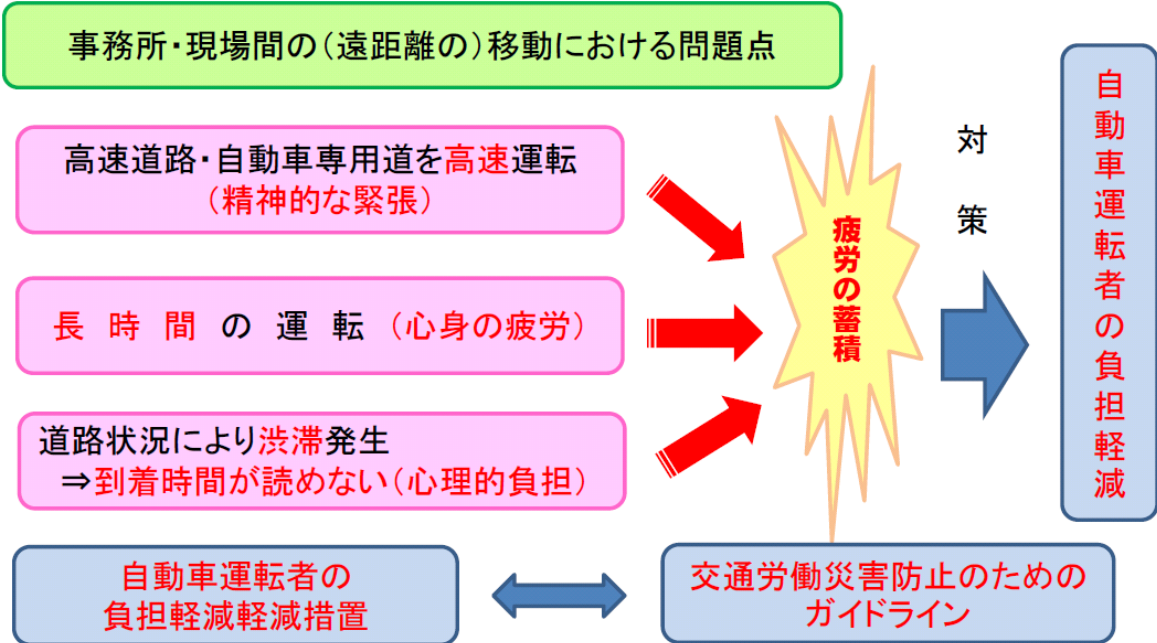 事務所・現場間の(遠距離の)移動における問題点
高速道路・自動車専用道を高速運転
(精神的な緊張)
長時間の運転(心身の疲労)
道路状況により渋滞発生
⇒到着時間が読めない(心理的負担)
疲労の蓄積
対策
自動車運転者の負担軽減
自動車運転者の
負担軽減軽減措置
交通労働災害防止のための
ガイドライン